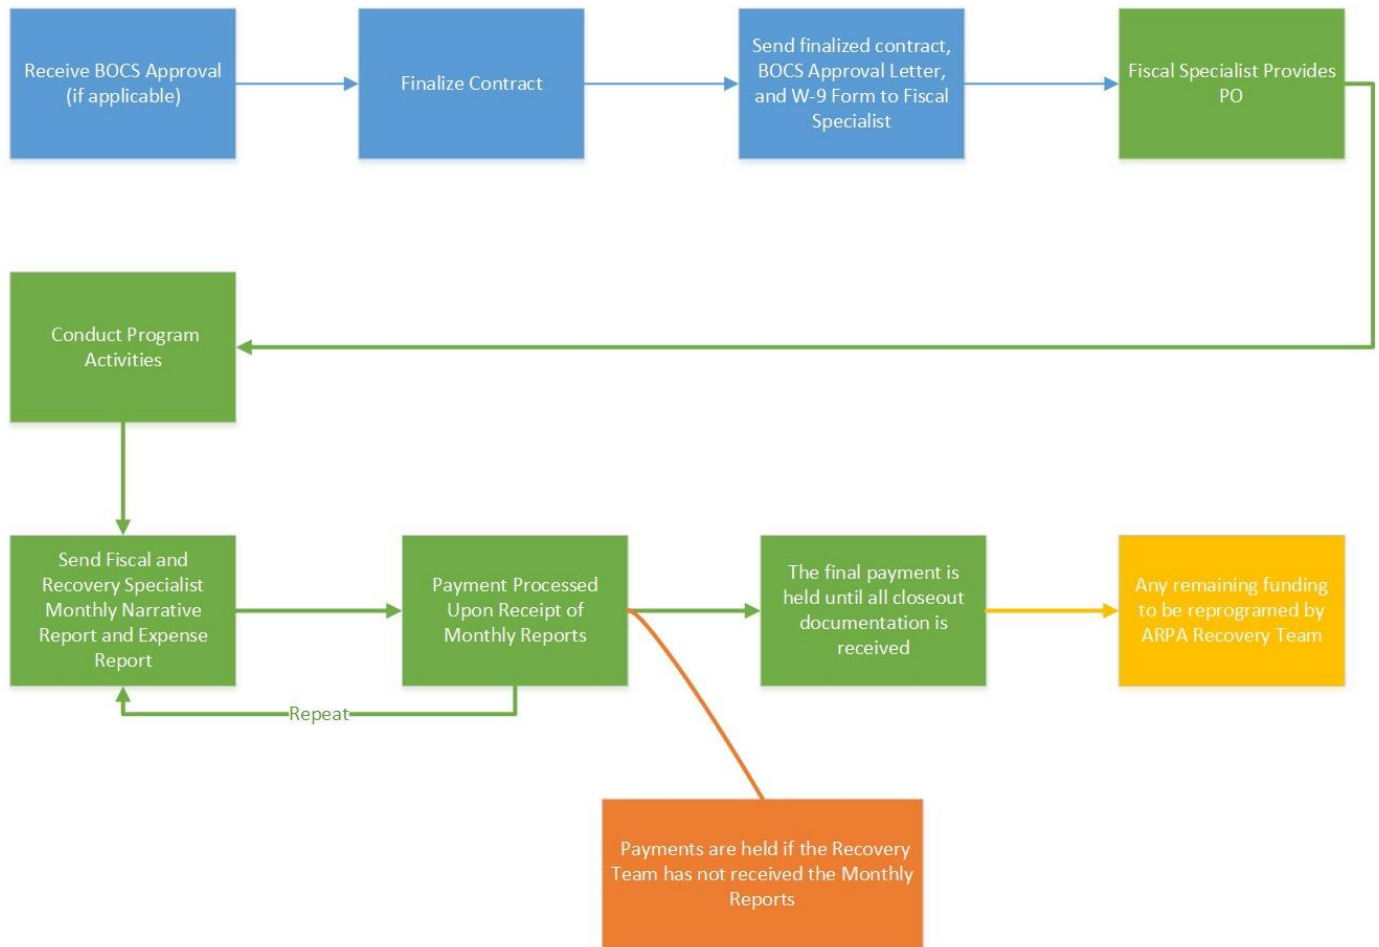 Receive BOCS Approval
(if applicable)
Finalize Contract
Send finalized contract,
BOCS Approval Letter,
and W-9 Form to Fiscal
Specialist
Fiscal Specialist Provides
PO
Conduct Program
Activities
Send Fiscal and
Recovery Specialist
Monthly Narrative
Report and Expense
Report
Payment Processed
Upon Receipt of
Monthly Reports
The final payment is
held until all closeout
documentation is
received
Any remaining funding
to be reprogramed by
ARPA Recovery Team
Repeat
Payments are held if the Recovery
Team has not received the Monthly
Reports